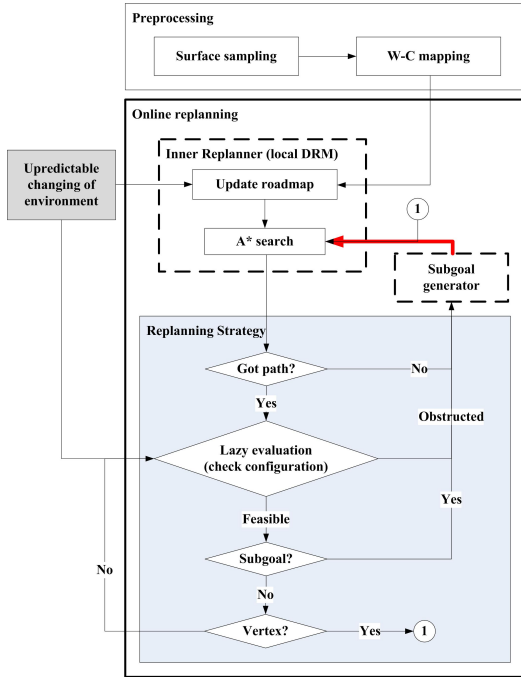 Preprocessing
Surface sampling
W-C mapping
Online replanning
Inner Replanner (local DRM)
Upredictable
changing of
environment
Update roadmap
1
A* search
Subgoal
generator
Replanning Strategy
Got path?
No
Yes
Obstructed
Lazy evaluation
(check configuration)
Feasible
Yes
Subgoal?
No
No
Vertex?
Yes
1